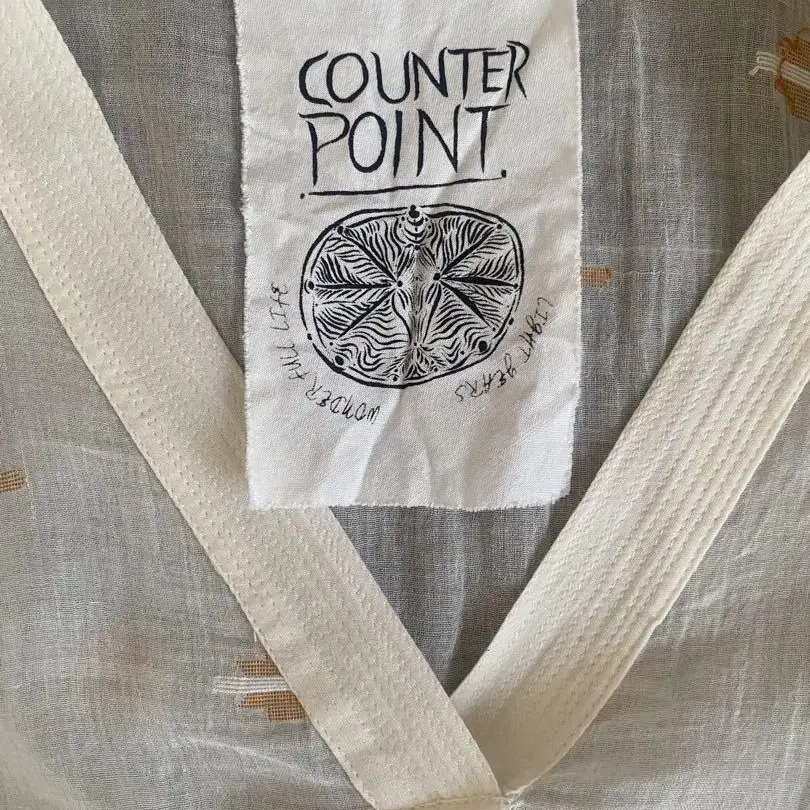 COUNTER
POINT
WONDER FULL LIFE
LIGHT YEARS